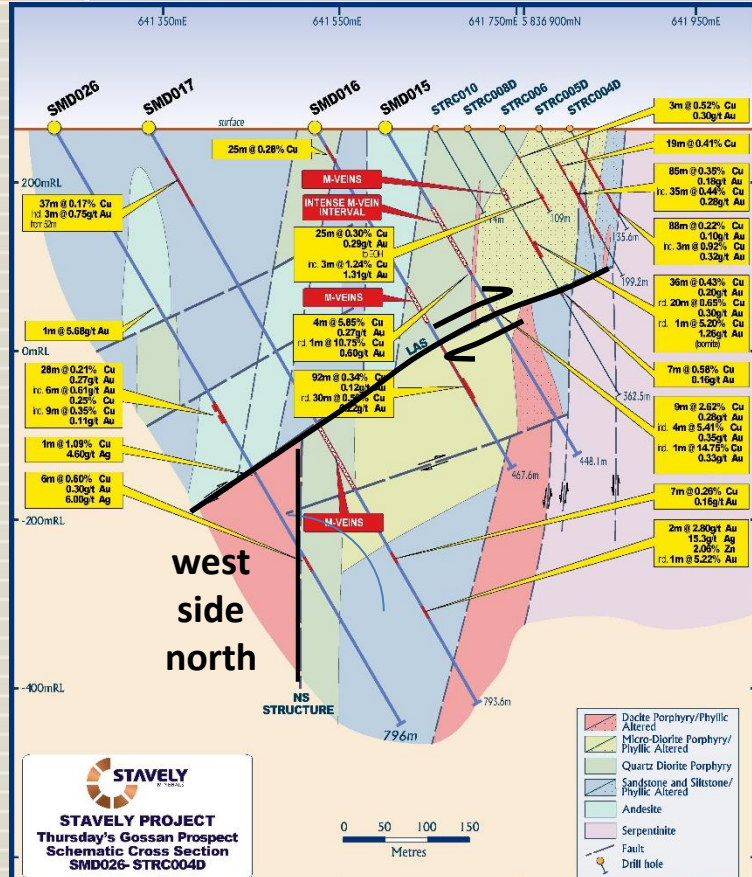 641 350mE
641 550mE
641 750mE 5 836 900mN
641 950mE
SMD026
SMD017
SMD016
SMD015
STRC010
STRC008D
STRC006
STRC005D
STRC004D
surface
3m @ 0.52% Cu
0.30g/t Au
25m @ 0.28% Cu
19m @ 0.41% Cu
200mRL
M-VEINS
85m @ 0.35% Cu
0.18g/t Au
inc. 35m @ 0.44% Cu
0.28g/t Au
37m @ 0.17% Cu
incl. 3m @ 0.75g/t Au
from 52m
INTENSE M-VEIN
INTERVAL
114m
109m
25m @ 0.30% Cu
0.29g/t Au
to EOH
inc. 3m @ 1.24% Cu
1.31g/t Au
35.6m
88m @ 0.22% Cu
0.10g/t Au
inc. 3m @ 0.92% Cu
0.32g/t Au
199.2m
M-VEINS
36m @ 0.43% Cu
0.20g/t Au
incl. 20m @ 0.65% Cu
0.30g/t Au
incl. 1m @ 5.20% Cu
1.26g/t Au
(bornite)
1m @ 5.68g/t Au
4m @ 5.85% Cu
0.27g/t Au
incl. 1m @ 10.75% Cu
0.60g/t Au
0mRL
LAS
28m @ 0.21% Cu
0.27g/t Au
inc. 6m @ 0.61g/t Au
0.25% Cu
inc. 9m @ 0.35% Cu
0.11g/t Au
92m @ 0.34% Cu
0.12g/t Au
7m @ 0.58% Cu
0.16g/t Au
362.5m
9m @ 2.62% Cu
0.28g/t Au
incl. 4m @ 5.41% Cu
0.35g/t Au
incl. 1m @ 14.75% Cu
0.33g/t Au
1m @ 1.09% Cu
4.60g/t Ag
448.1m
467.6m
6m @ 0.60% Cu
0.30g/t Au
6.00g/t Ag
7m @ 0.26% Cu
0.16g/t Au
-200mRL
M-VEINS
2m @ 2.80g/t Au
15.3g/t Ag
2.06% Zn
incl. 1m @ 5.22% Au
west
side
north
-400mRL
NS
STRUCTURE
793.6m
796m
STAVELY
MINERALS
STAVELY PROJECT
Thursday's Gossan Prospect
Schematic Cross Section
SMD026- STRC004D
0 50 100 150
Metres
Dacite Porphyry/Phyllic
Altered
Micro-Diorite Porphyry/
Phyllic Altered
Quartz Diorite Porphyry
Sandstone and Siltstone/
Phyllic Altered
Andesite
Serpentinite
Fault
Drill hole